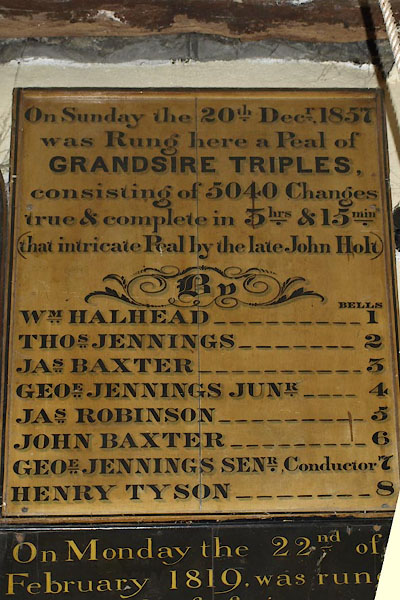 On Sunday the 20th Decr. 1857
was Rung here a Peal of
GRANDSIRE TRIPLES,
consisting of 5040 Changes
true & complete in 3hrs & 15min
(that intricate Peal by the late John Holt)
By
BELLS
Wm HALHEAD 1
THOS JENNINGS 2
JAS BAXTER 3
GEOE JENNINGS JUNR 4
JAS ROBINSON 5
JOHN BAXTER 6
GEOE JENNINGS SENR, Conductor 7
HENRY TYSON 8
On Monday the 22nd of
February 1819. was rung